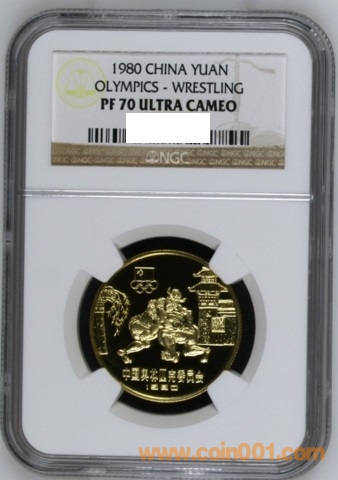 1980 CHINA YUAN
OLYMPICS - WRESTLING
PF 70 ULTRA CAMEO
NGC
中国奥林匹克委员会
1980
www.coin001.com